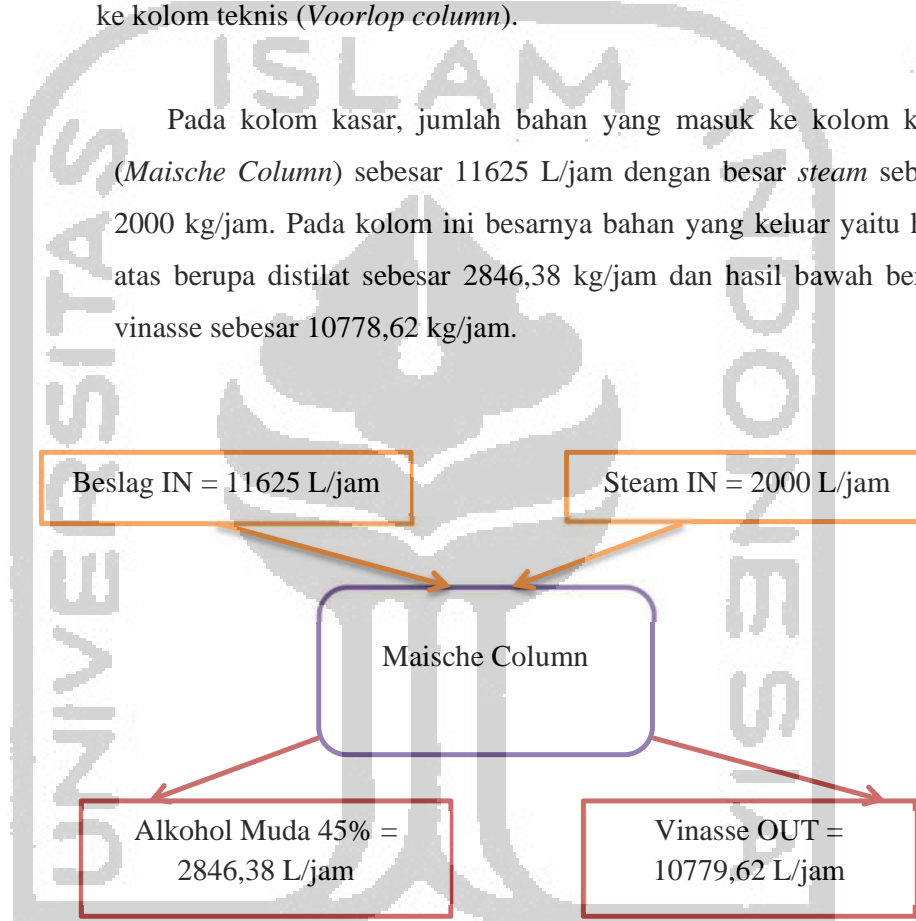 ke kolom teknis (Voorlop column).
Pada kolom kasar, jumlah bahan yang masuk ke kolom
(Maische Column) sebesar 11625 L/jam dengan besar steam
2000 kg/jam. Pada kolom ini besarnya bahan yang keluar yaitu
atas berupa distilat sebesar 2846,38 kg/jam dan hasil bawah
vinasse sebesar 10778,62 kg/jam.
Beslag IN = 11625 L/jam
Steam IN = 2000 L/jam
Maische Column
Alkohol Muda 45% =
2846,38 L/jam
Vinasse OUT =
10779,62 L/jam
UNIVERSITAS
ISLAM
INDONESIA